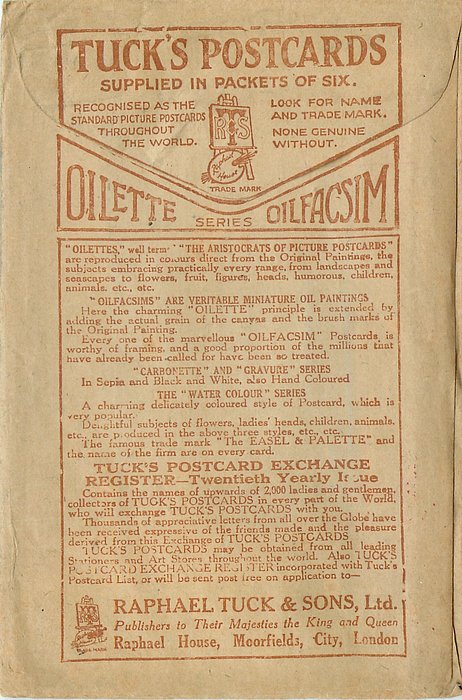 TUCK'S POSTCARDS
SUPPLIED IN PACKETS OF SIX.
RECOGNISED AS THE
STANDARD PICTURE POSTCARDS
THROUGHOUT
THE WORLD.
RTS
Raphael
House
TRADE MARK
LOOK FOR NAME
AND TRADE MARK.
NONE GENUINE
WITHOUT.
OILETTE
SERIES
OILFACSIM
"OILETTES," well term "THE ARISTOCRATS OF PICTURE POSTCARDS"
are reproduced in colours direct from the Original Paintings, the
subjects embracing practically every range, from landscapes and
seascapes to flowers, fruit, figures, heads, humorous, children,
animals, etc., etc.
"OILFACSIMS" ARE VERITABLE MINIATURE OIL PAINTINGS
Here the charming "OILETTE" principle is extended by
adding the actual grain of the canvas and the brush marks of
the Original Painting.
Every one of the marvellous "OILFACSIM" Postcards is
worthy of framing, and a good proportion of the millions that
have already been called for have been so treated.
"CARBONETTE" AND "GRAVURE" SERIES
In Sepia and Black and White, also Hand Coloured
THE "WATER COLOUR" SERIES
A charming delicately coloured style of Postcard, which is
very popular.
Delightful subjects of flowers, ladies' heads, children, animals,
etc., are produced in the above three styles, etc., etc.
The famous trade mark "The EASEL & PALETTE" and
the name of the firm are on every card.
TUCK'S POSTCARD EXCHANGE
REGISTER—Twentieth Yearly Issue
Contains the names of upwards of 2,000 ladies and gentlemen,
collectors of TUCK'S POSTCARDS in every part of the World,
who will exchange TUCK'S POSTCARDS with you.
Thousands of appreciative letters from all over the Globe have
been received expressive of the friends made and the pleasure
derived from this Exchange of TUCK'S POSTCARDS
TUCK'S POSTCARDS may be obtained from all leading
Stationers and Art Stores throughout the world. Also TUCK'S
POSTCARD EXCHANGE REGISTER incorporated with Tuck's
Postcard List, or will be sent post free on application to—
TRADE MARK
RAPHAEL TUCK & SONS, Ltd.
Publishers to Their Majesties the King and Queen
Raphael House, Moorfields, City, London